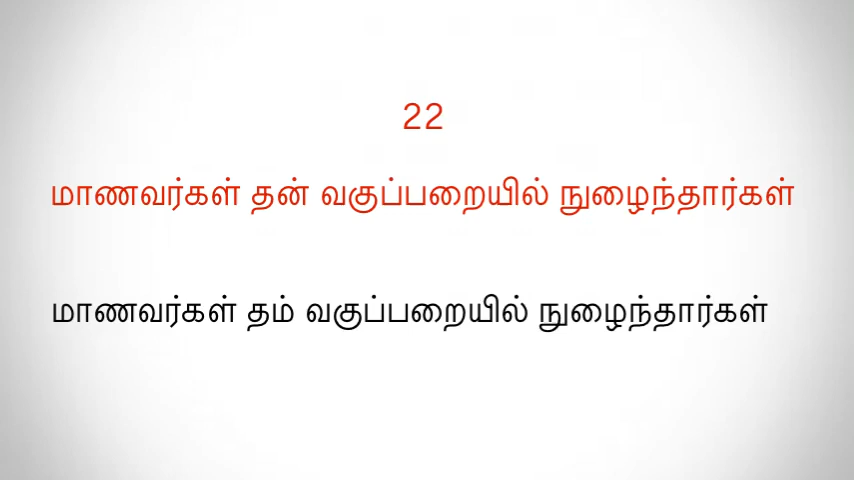 22
மாணவர்கள் தன் வகுப்பறையில் நுழைந்தார்கள்
மாணவர்கள் தம் வகுப்பறையில் நுழைந்தார்கள்